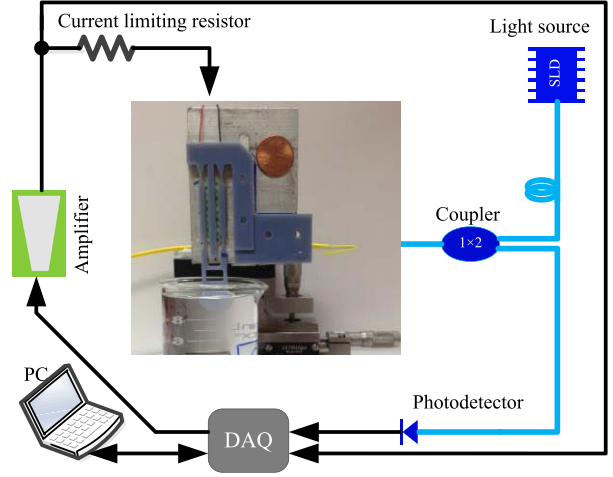 Current limiting resistor
Light source
SLD
Amplifier
Coupler
1×2
PC
Photodetector
DAQ